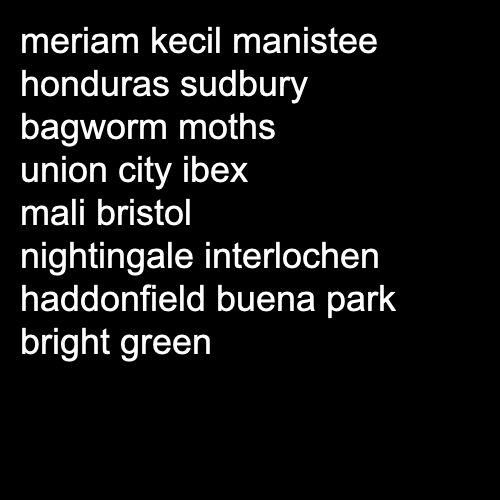 meriam kecil manistee
honduras sudbury
bagworm moths
union city ibex
mali bristol
nightingale interlochen
haddonfield buena park
bright green